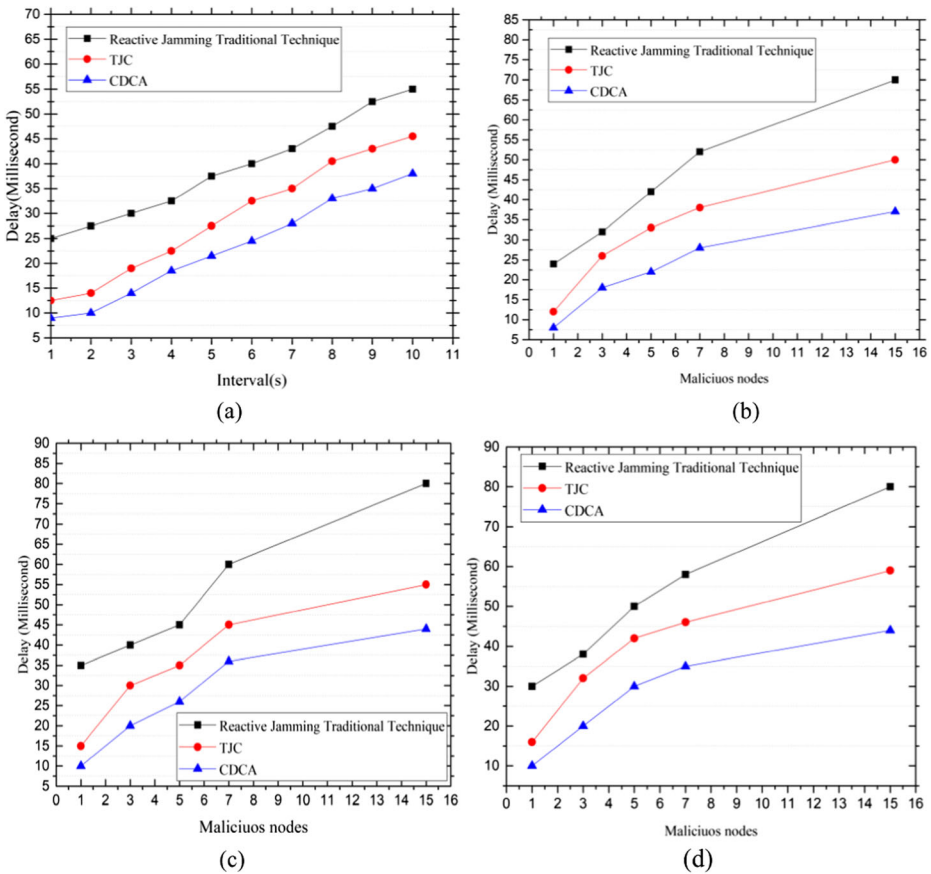 70
65
60
55
50
45
40
35
30
25
20
15
10
5
Delay(Millisecond)
Reactive Jamming Traditional Technique
TJC
CDCA
1 2 3 4 5 6 7 8 9 10 11
Interval(s)
(a)
85
80
75
70
65
60
55
50
45
40
35
30
25
20
15
10
5
Delay (Millisecond)
Reactive Jamming Traditional Technique
TJC
CDCA
0 1 2 3 4 5 6 7 8 9 10 11 12 13 14 15 16
Maliciuos nodes
(b)
90
85
80
75
70
65
60
55
50
45
40
35
30
25
20
15
10
5
Delay (Millisecond)
Reactive Jamming Traditional Technique
TJC
CDCA
0 1 2 3 4 5 6 7 8 9 10 11 12 13 14 15 16
Maliciuos nodes
(c)
90
80
70
60
50
40
30
20
10
Delay (Millisecond)
Reactive Jamming Traditional Technique
TJC
CDCA
0 1 2 3 4 5 6 7 8 9 10 11 12 13 14 15 16
Maliciuos nodes
(d)